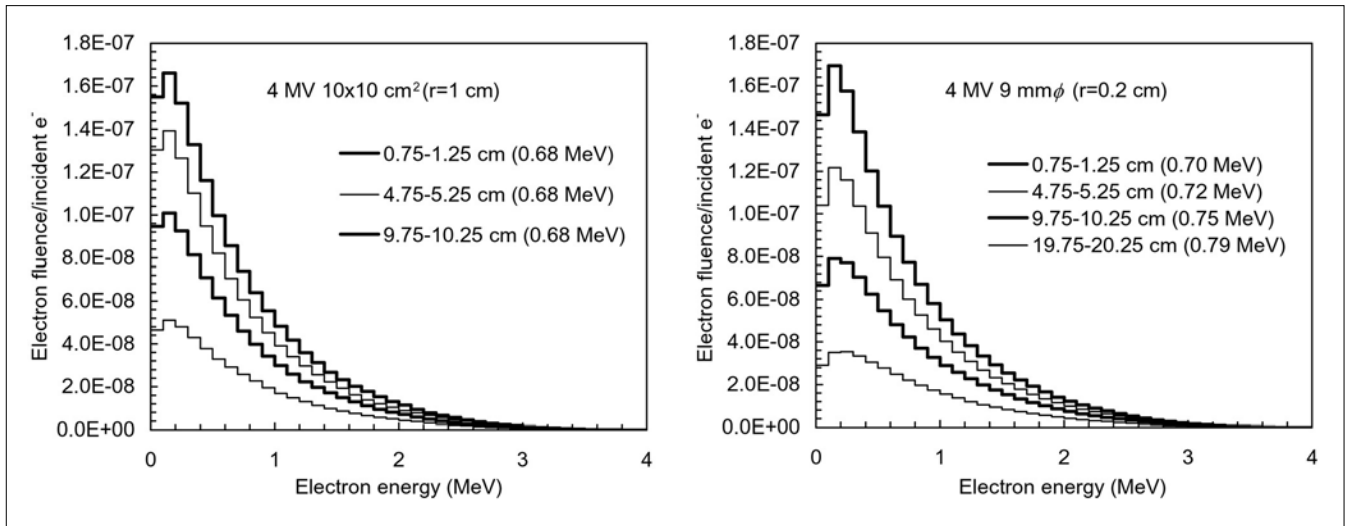 1.8E-07
1.6E-07
1.4E-07
1.2E-07
1.0E-07
8.0E-08
6.0E-08
4.0E-08
2.0E-08
0.0E+00
Electron fluence/incident e⁻
4 MV 10x10 cm² (r=1 cm)
0.75-1.25 cm (0.68 MeV)
4.75-5.25 cm (0.68 MeV)
9.75-10.25 cm (0.68 MeV)
0 1 2 3 4
Electron energy (MeV)
1.8E-07
1.6E-07
1.4E-07
1.2E-07
1.0E-07
8.0E-08
6.0E-08
4.0E-08
2.0E-08
0.0E+00
Electron fluence/incident e⁻
4 MV 9 mmϕ (r=0.2 cm)
0.75-1.25 cm (0.70 MeV)
4.75-5.25 cm (0.72 MeV)
9.75-10.25 cm (0.75 MeV)
19.75-20.25 cm (0.79 MeV)
0 1 2 3 4
Electron energy (MeV)